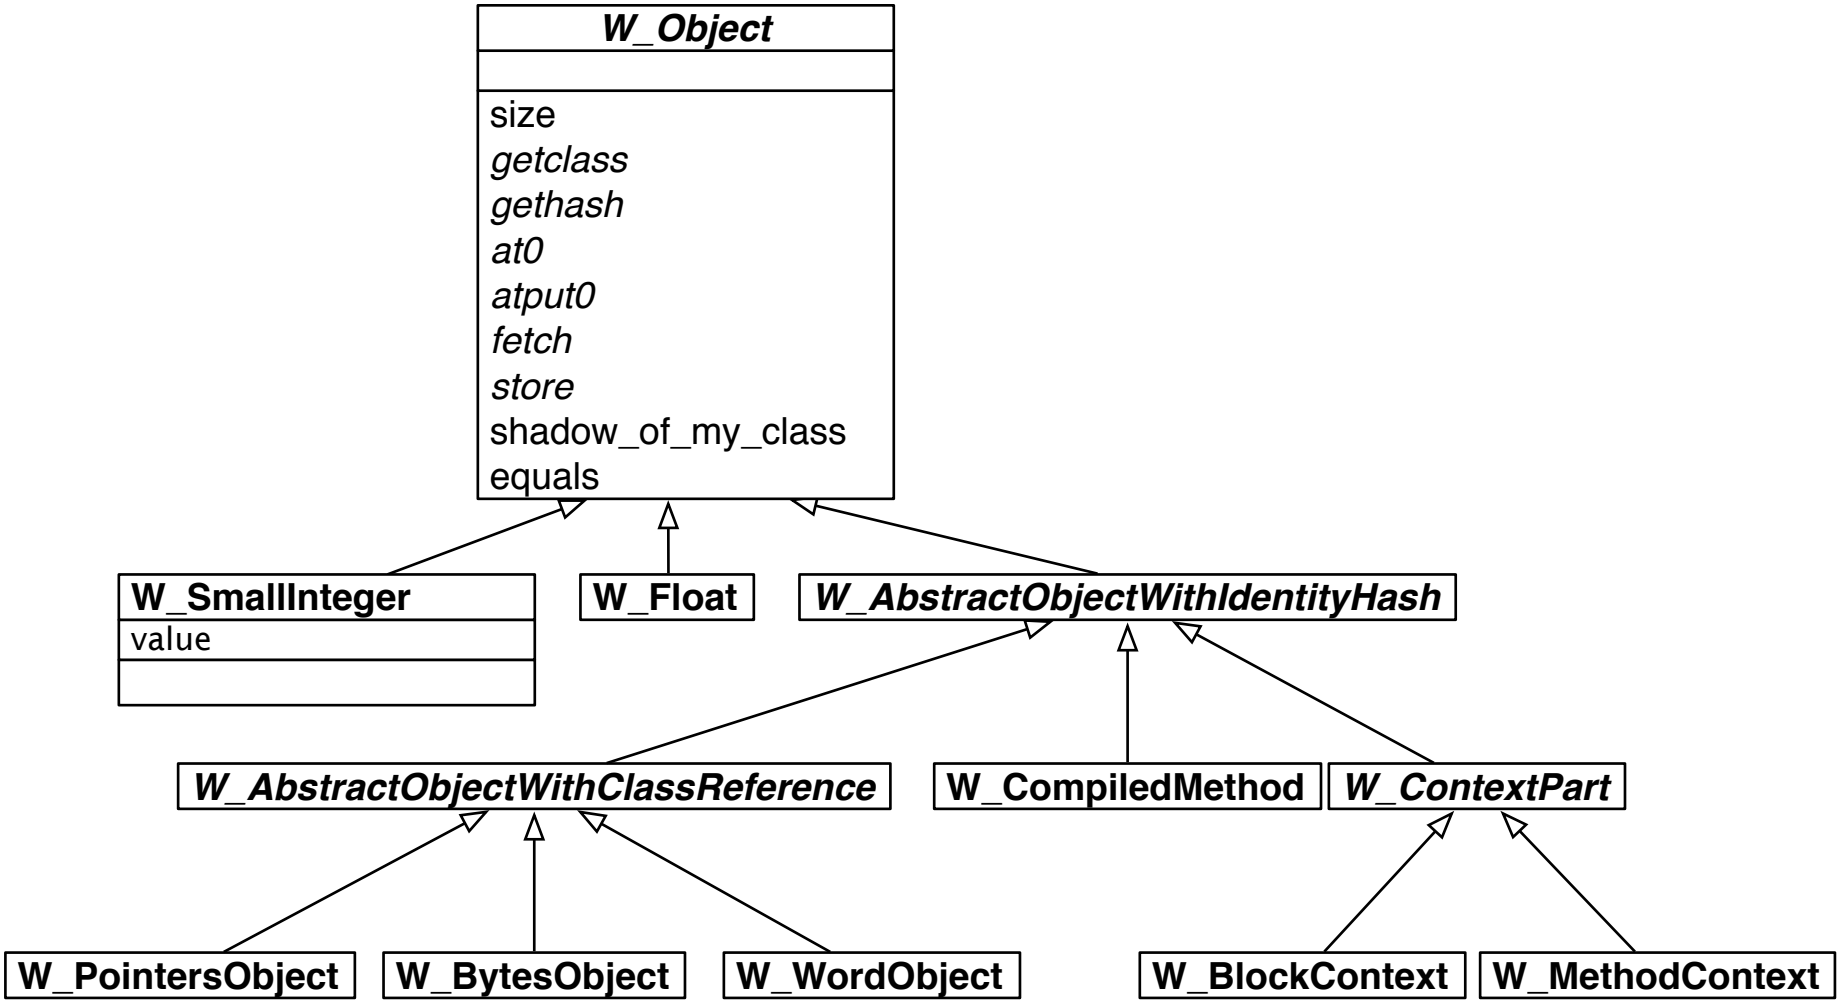 W_Object
size
getclass
gethash
at0
atput0
fetch
store
shadow_of_my_class
equals
W_SmallInteger
value
W_Float
W_AbstractObjectWithIdentityHash
W_AbstractObjectWithClassReference
W_CompiledMethod
W_ContextPart
W_PointersObject
W_BytesObject
W_WordObject
W_BlockContext
W_MethodContext